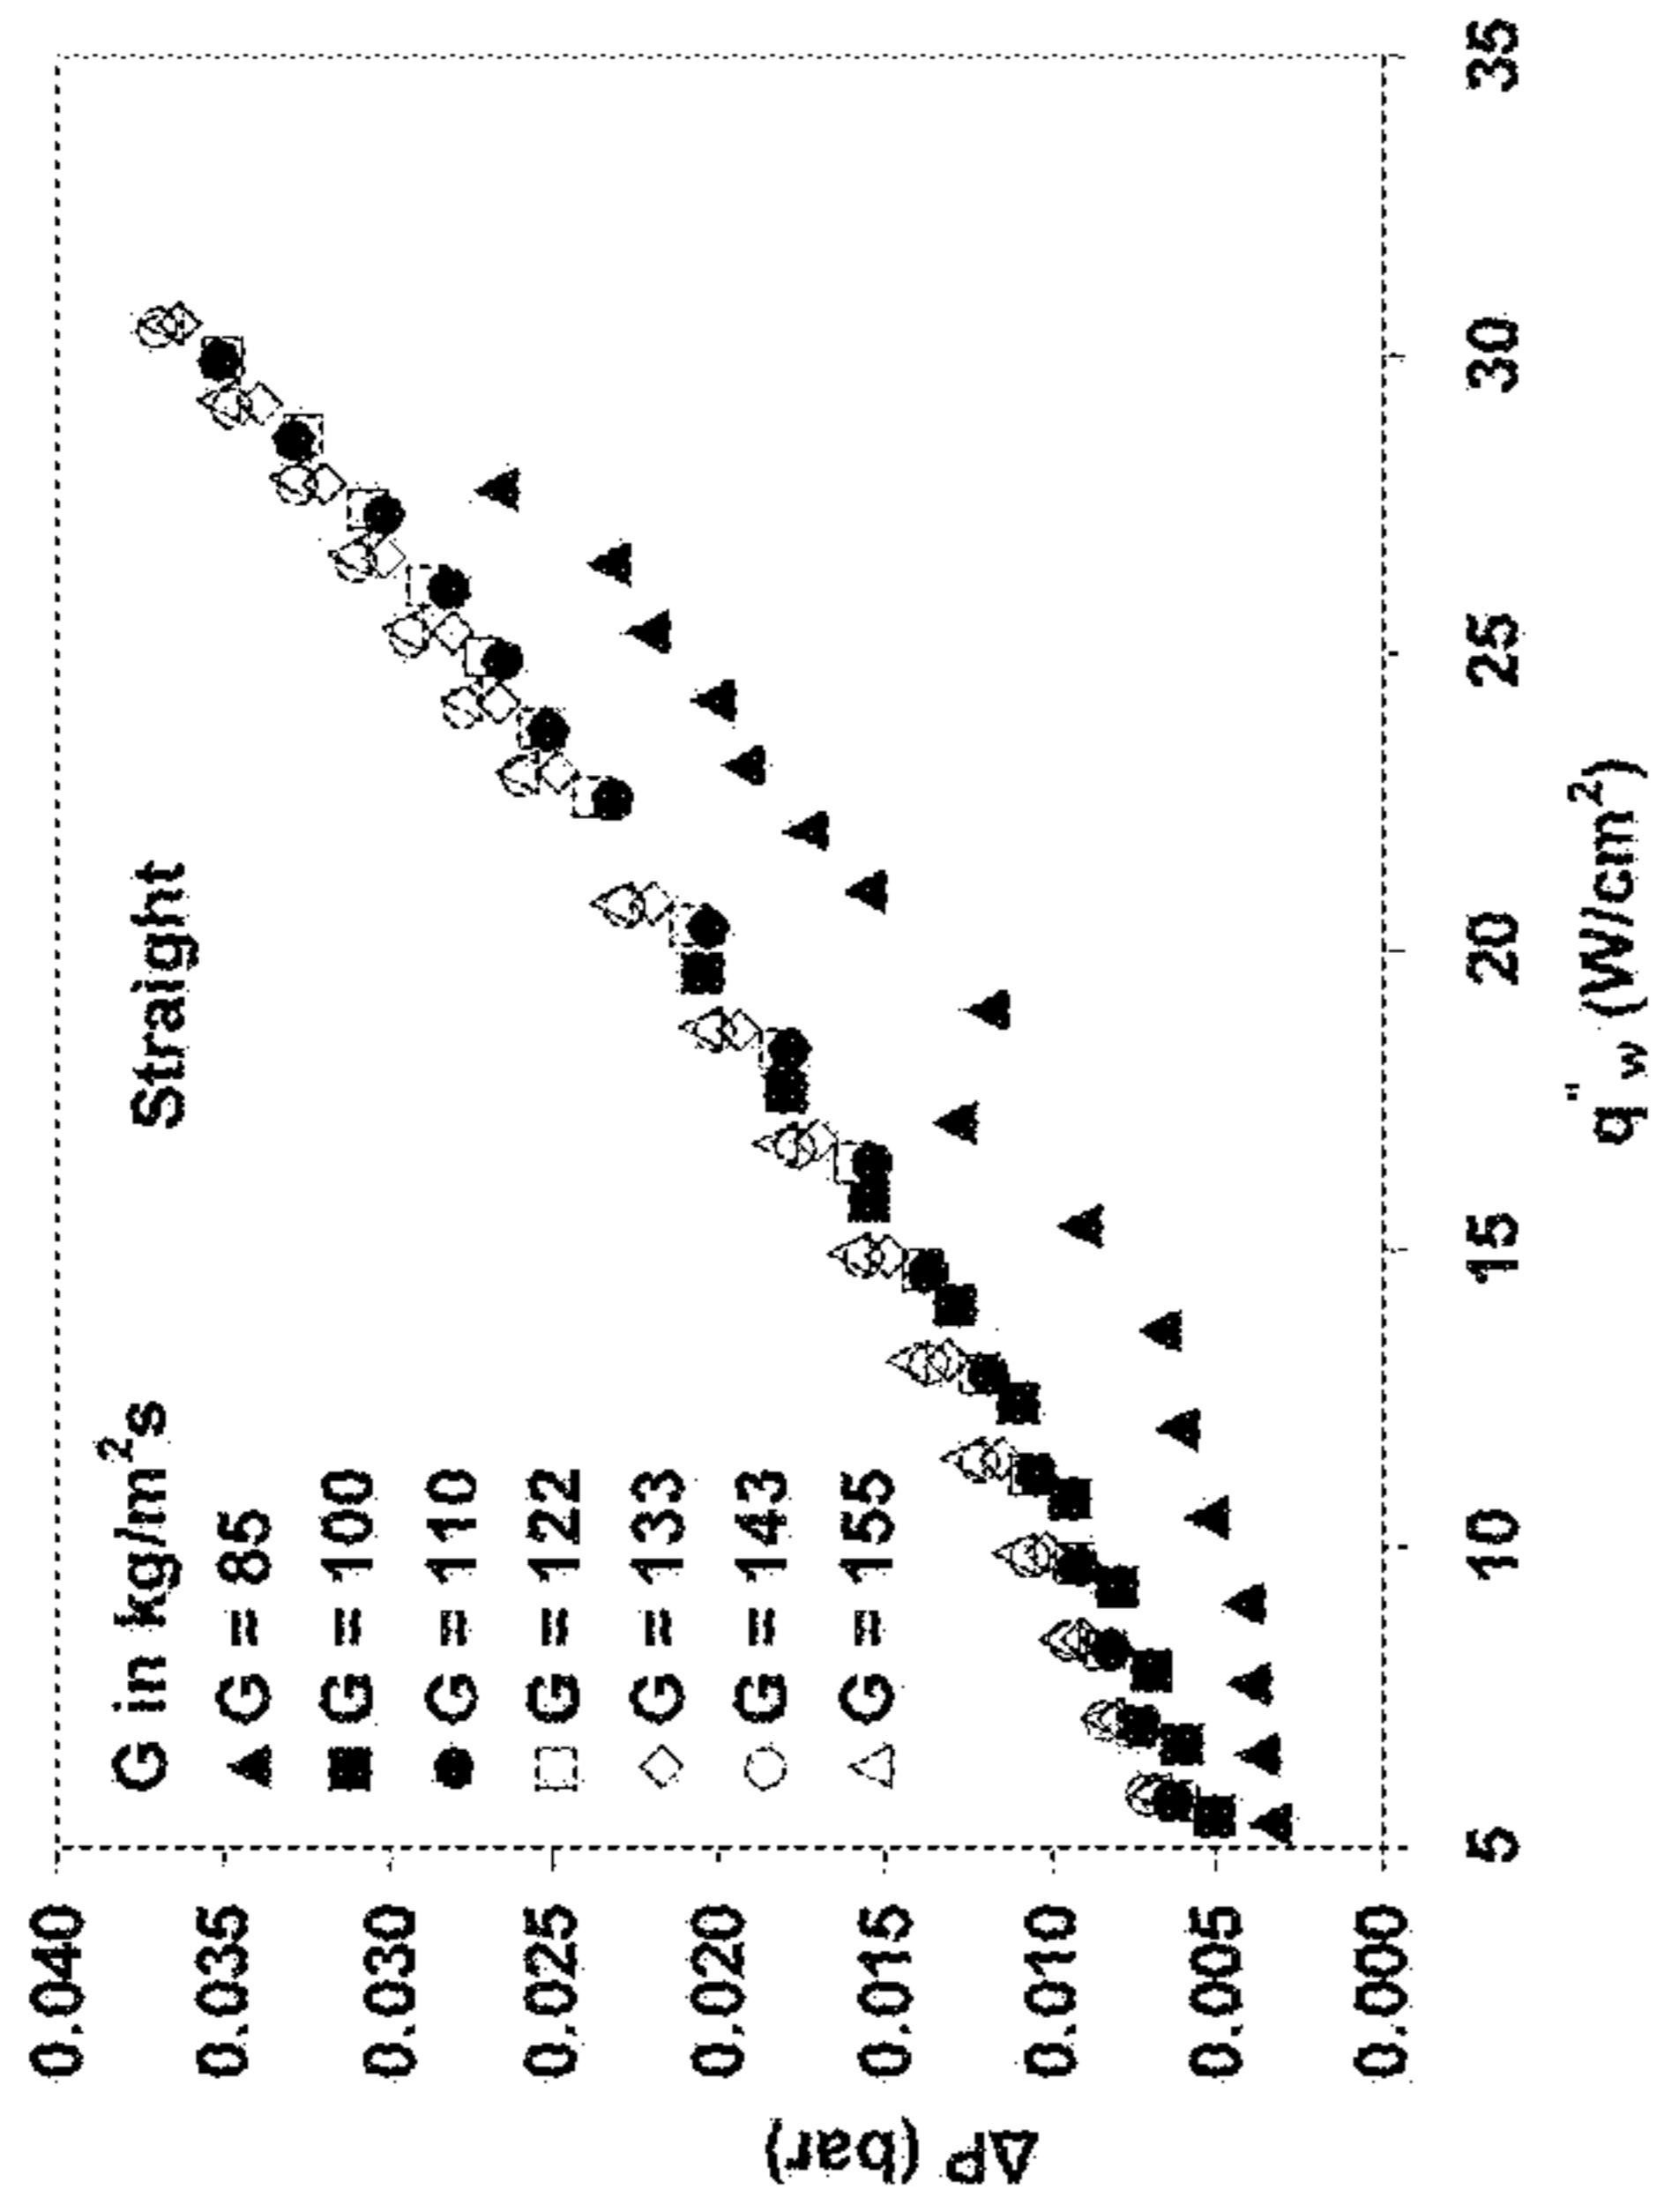 Straight
G in kg/m²s
▲ G = 85
■ G = 100
● G = 110
□ G = 122
◇ G = 133
○ G = 143
△ G = 155
ΔP (bar)
0.040
0.035
0.030
0.025
0.020
0.015
0.010
0.005
0.000
5 10 15 20 25 30 35
q"w (W/cm²)